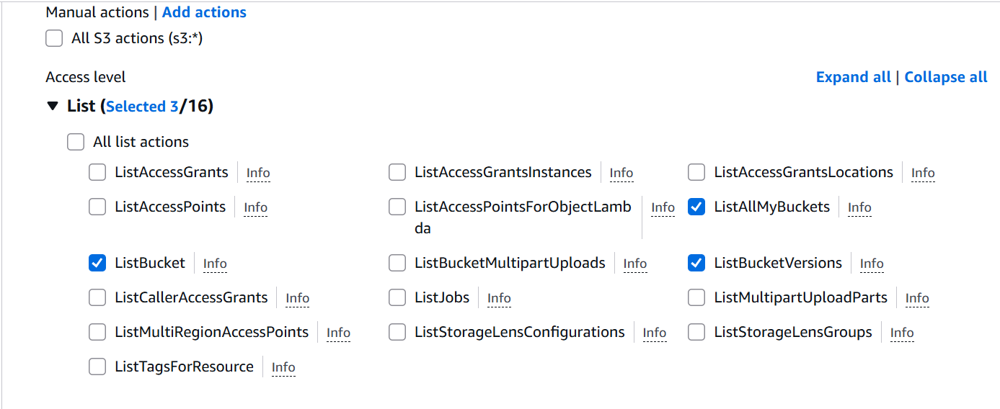 Manual actions | Add actions
All S3 actions (s3:*)
Access level
Expand all | Collapse all
List (Selected 3/16)
All list actions
ListAccessGrants Info
ListAccessGrantsInstances Info
ListAccessGrantsLocations Info
ListAccessPoints Info
ListAccessPointsForObjectLamb
da
Info
ListAllMyBuckets Info
ListBucket Info
ListBucketMultipartUploads Info
ListBucketVersions Info
ListCallerAccessGrants Info
ListJobs Info
ListMultipartUploadParts Info
ListMultiRegionAccessPoints Info
ListStorageLensConfigurations Info
ListStorageLensGroups Info
ListTagsForResource Info